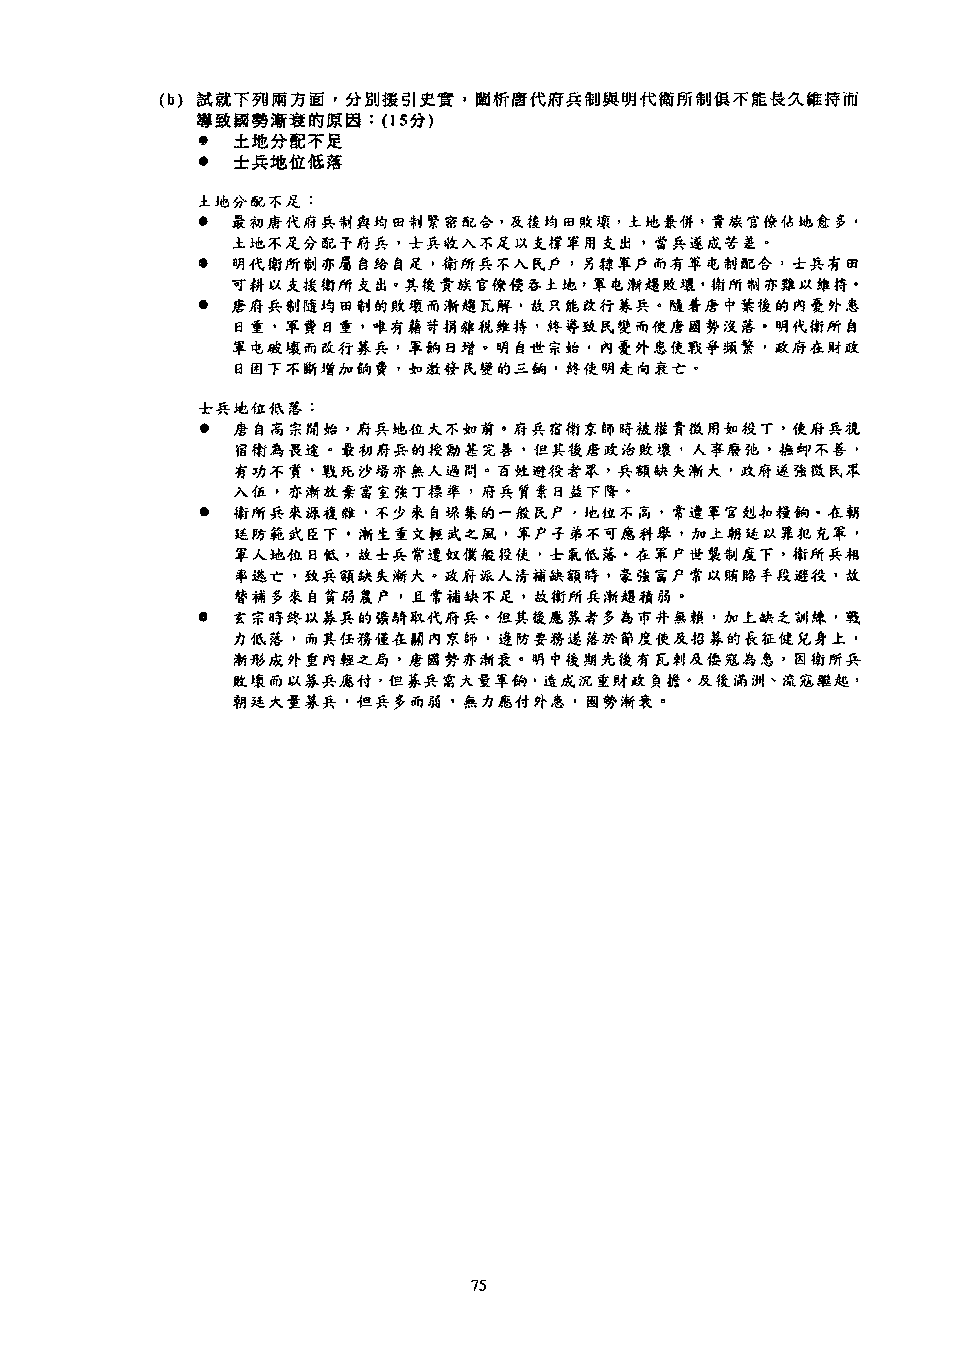 (b) 試就下列兩方面，分別援引史實，闡析唐代府兵制與明代衛所制俱不能長久維持而
導致國勢漸衰的原因：(15分)
● 土地分配不足
● 士兵地位低落
土地分配不足：
● 最初唐代府兵制與均田制緊密配合，及後均田敗壞，土地兼併，貴族官僚佔地愈多，
土地不足分配予府兵，士兵收入不足以支撐軍用支出，當兵遂成苦差。
● 明代衛所制亦屬自給自足，衛所兵不入民戶，另隸軍戶而有軍屯制配合，士兵有田
可耕以支援衛所支出。其後貴族官僚侵吞土地，軍屯漸趨敗壞，衛所制亦難以維持。
● 唐府兵制隨均田制的敗壞而漸趨瓦解，故只能改行募兵。隨着唐中葉後的內憂外患
日重，軍費日重，唯有藉苛捐雜稅維持，終導致民變而使唐國勢沒落。明代衛所自
軍屯破壞而改行募兵，軍餉日增。明自世宗始，內憂外患使戰爭頻繁，政府在財政
日困下不斷增加餉費，如激發民變的三餉，終使明走向衰亡。
士兵地位低落：
● 唐自高宗開始，府兵地位大不如前。府兵宿衛京師時被權貴徵用如役丁，使府兵視
宿衛為畏途。最初府兵的授勳甚完善，但其後唐政治敗壞，人事廢弛，撫卹不善，
有功不賞，戰死沙場亦無人過問。百姓避役者眾，兵額缺失漸大，政府遂強徵民眾
入伍，亦漸放棄富室強丁標準，府兵質素日益下降。
● 衛所兵來源複雜，不少來自垛集的一般民戶，地位不高，常遭軍官剋扣糧餉。在朝
廷防範武臣下，漸生重文輕武之風，軍戶子弟不可應科舉，加上朝廷以罪犯充軍，
軍人地位日低，故士兵常遭奴僕般役使，士氣低落。在軍戶世襲制度下，衛所兵相
率逃亡，致兵額缺失漸大。政府派人清補缺額時，豪強富戶常以賄賂手段避役，故
替補多來自貧弱農戶，且常補缺不足，故衛所兵漸趨積弱。
● 玄宗時終以募兵的彍騎取代府兵。但其後應募者多為市井無賴，加上缺乏訓練，戰
力低落，而其任務僅在關內京師，邊防要務遂落於節度使及招募的長征健兒身上，
漸形成外重內輕之局，唐國勢亦漸衰。明中後期先後有瓦剌及倭寇為患，因衛所兵
敗壞而以募兵應付，但募兵需大量軍餉，造成沉重財政負擔。及後滿洲、流寇繼起，
朝廷大量募兵，但兵多而弱，無力應付外患，國勢漸衰。
75